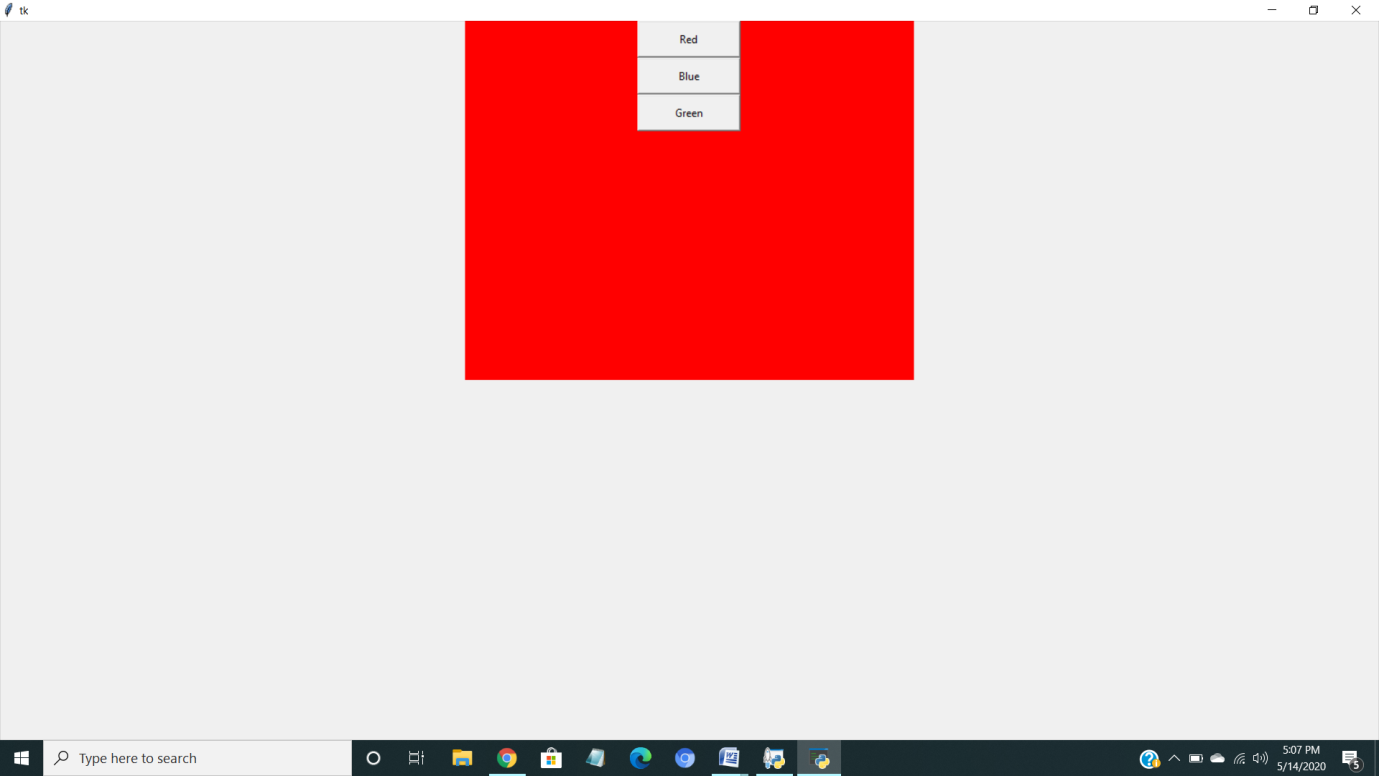 tk
Red
Blue
Green
Type here to search
5:07 PM
5/14/2020
5